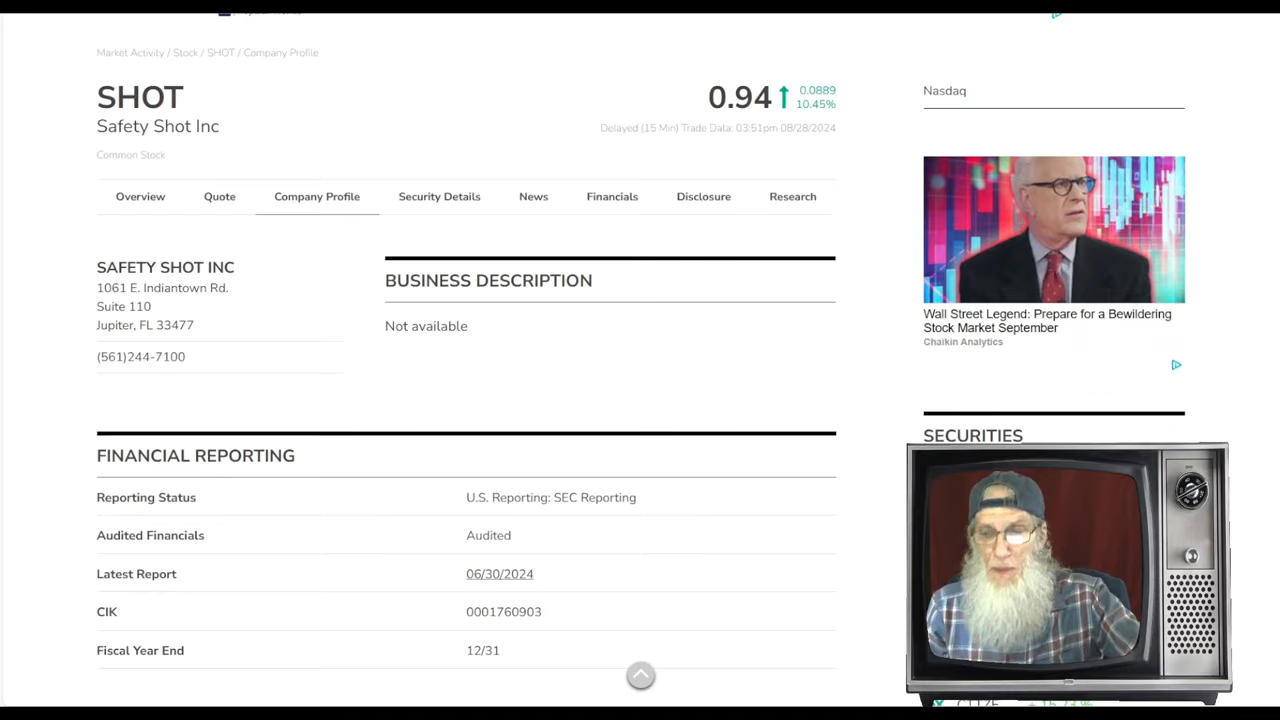 Market Activity / Stock / SHOT / Company Profile
SHOT
0.94
0.0889
10.45%
Safety Shot Inc
Delayed (15 Min) Trade Data: 03:51pm 08/28/2024
Common Stock
Overview Quote Company Profile Security Details News Financials Disclosure Research
SAFETY SHOT INC
1061 E. Indiantown Rd.
Suite 110
Jupiter, FL 33477
(561)244-7100
BUSINESS DESCRIPTION
Not available
FINANCIAL REPORTING
Reporting Status U.S. Reporting: SEC Reporting
Audited Financials Audited
Latest Report 06/30/2024
CIK 0001760903
Fiscal Year End 12/31
Nasdaq
Wall Street Legend: Prepare for a Bewildering
Stock Market September
Chaikin Analytics
SECURITIES